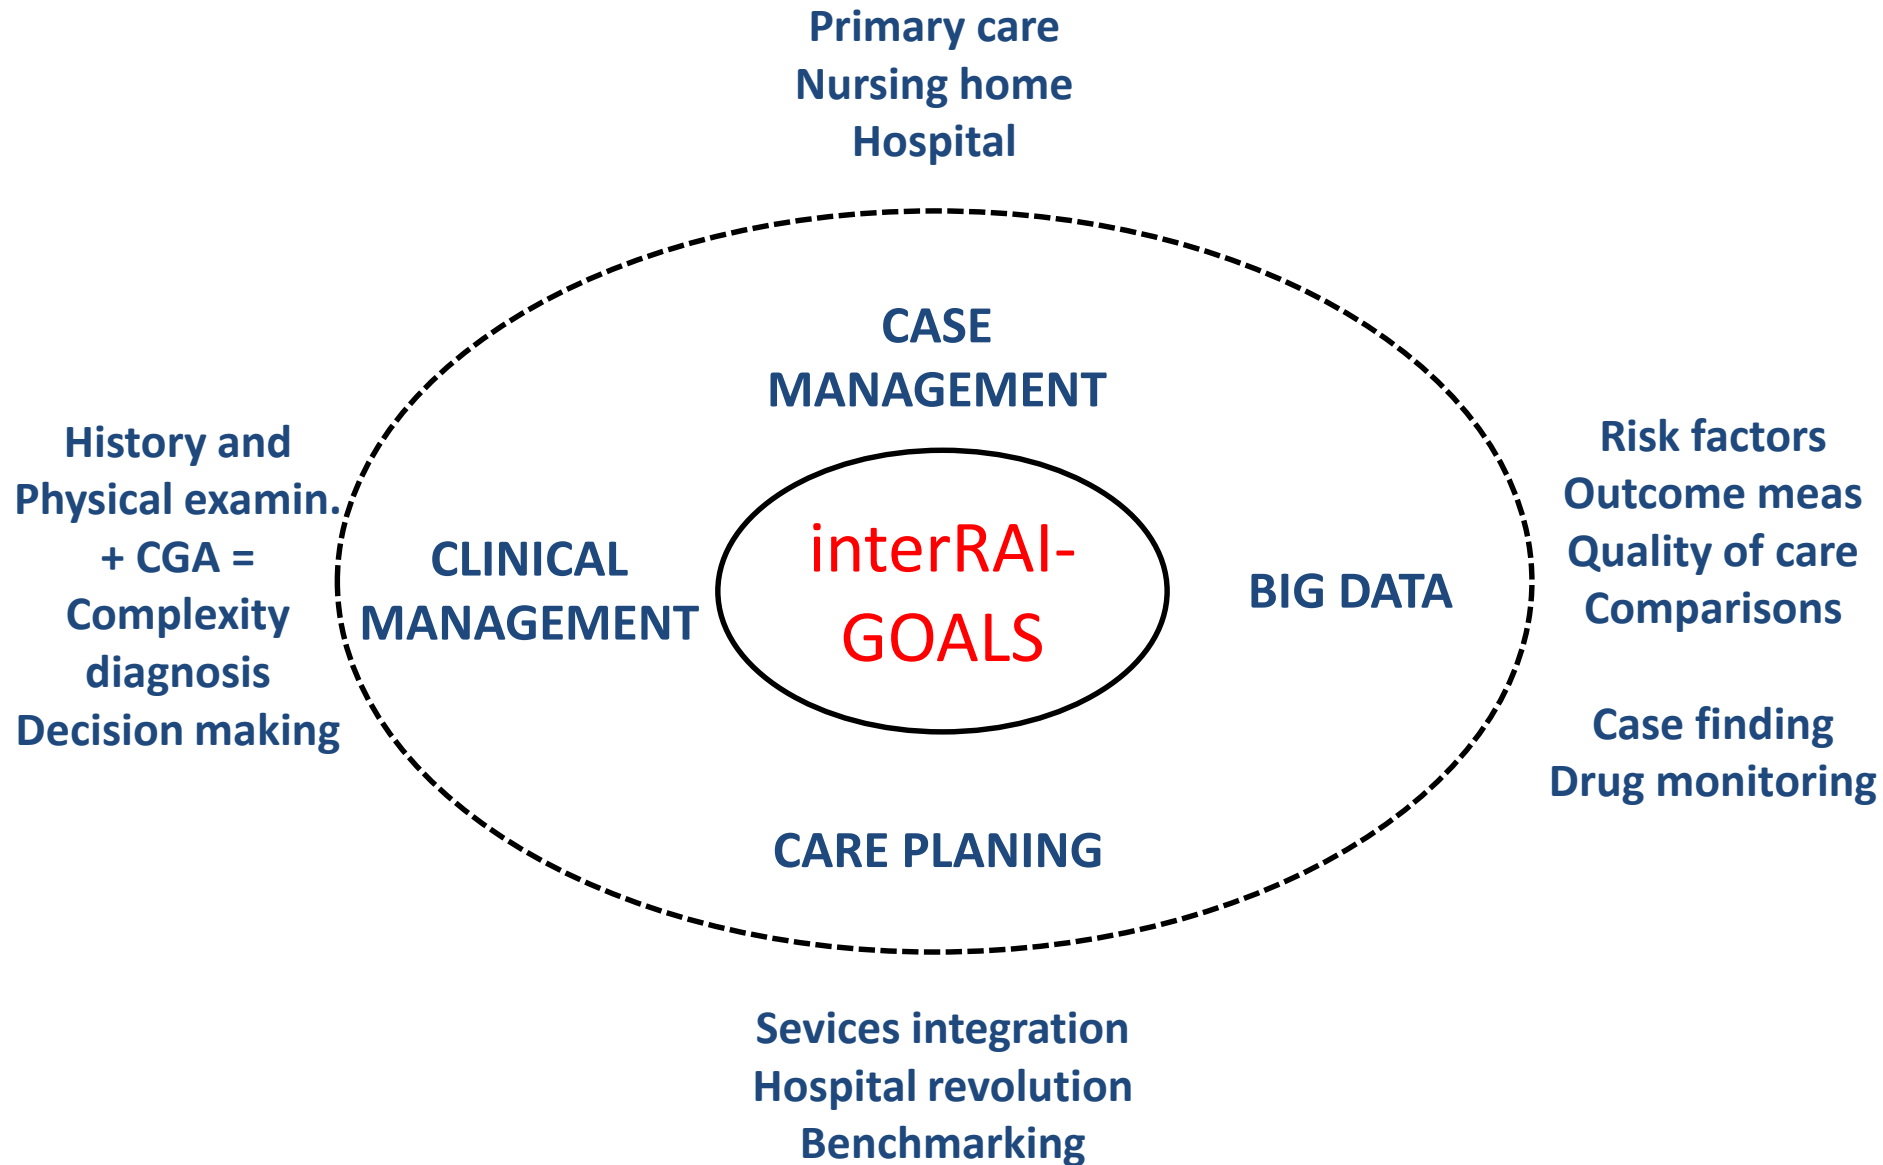 Primary care
Nursing home
Hospital
CASE
MANAGEMENT
History and
Physical examin.
+ CGA =
Complexity
diagnosis
Decision making
CLINICAL
MANAGEMENT
interRAI-
GOALS
BIG DATA
Risk factors
Outcome meas
Quality of care
Comparisons
Case finding
Drug monitoring
CARE PLANING
Sevices integration
Hospital revolution
Benchmarking